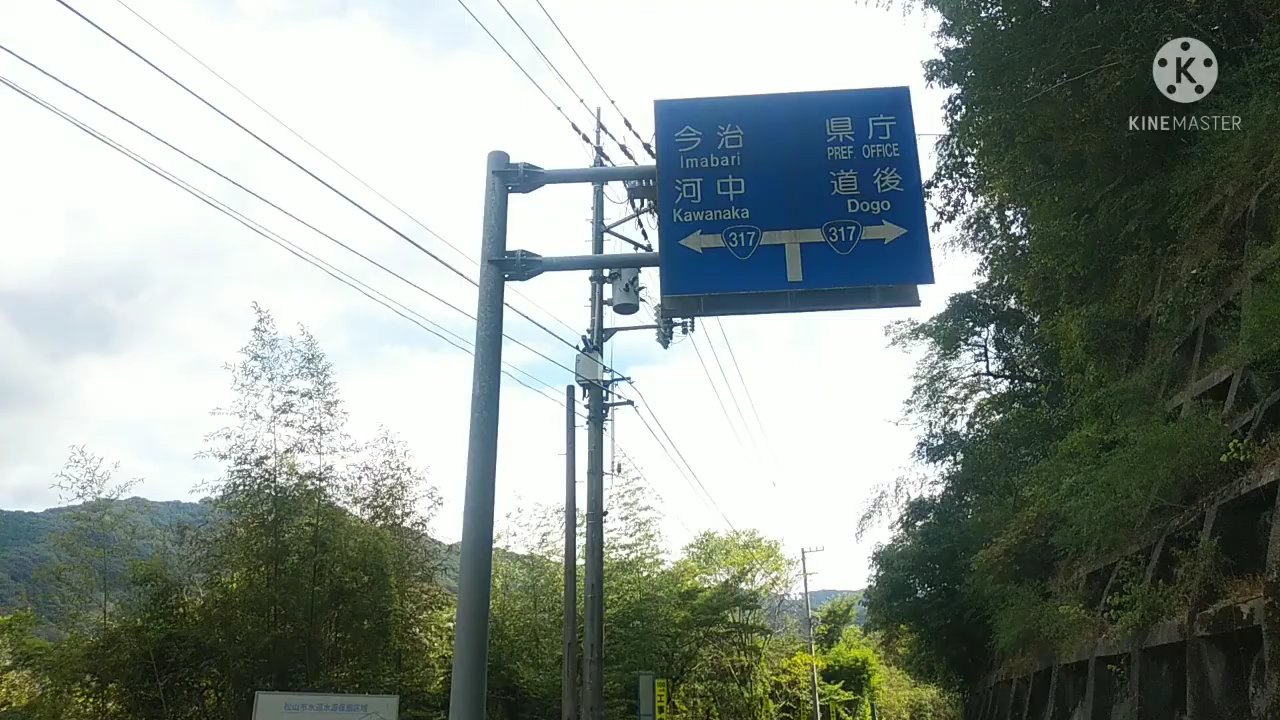 今治
Imabari
河中
Kawanaka
県庁
PREF. OFFICE
道後
Dogo
317
317
KINEMASTER